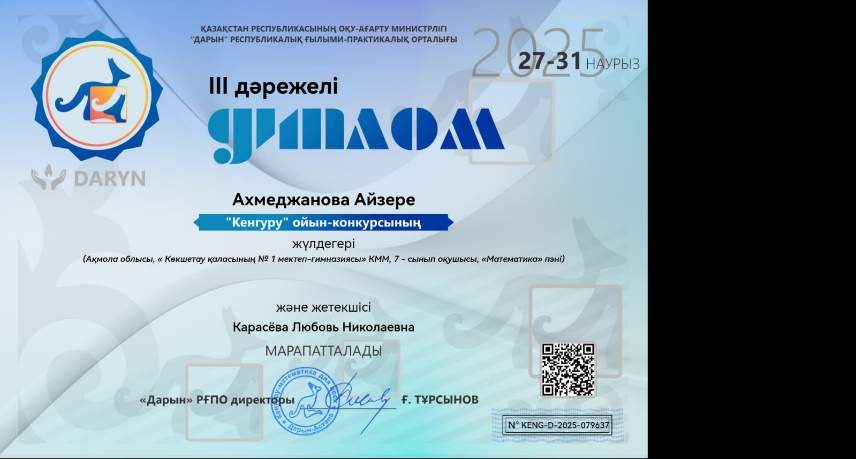 ҚАЗАҚСТАН РЕСПУБЛИКАСЫНЫҢ ОҚУ-АҒАРТУ МИНИСТРЛІГІ
"ДАРЫН" РЕСПУБЛИКАЛЫҚ ҒЫЛЫМИ-ПРАКТИКАЛЫҚ ОРТАЛЫҒЫ
2025
27-31 НАУРЫЗ
III дәрежелі
ДИПЛОМ
DARYN
Ахмеджанова Айзере
"Кенгуру" ойын-конкурсының
жүлдегері
(Ақмола облысы, « Көкшетау қаласының № 1 мектеп-гимназиясы» КММ, 7 - сынып оқушысы, «Математика» пәні)
және жетекшісі
Карасёва Любовь Николаевна
МАРАПАТТАЛАДЫ
«Дарын» РҒПО директоры Ғ. ТҰРСЫНОВ
N° KENG-D-2025-079637